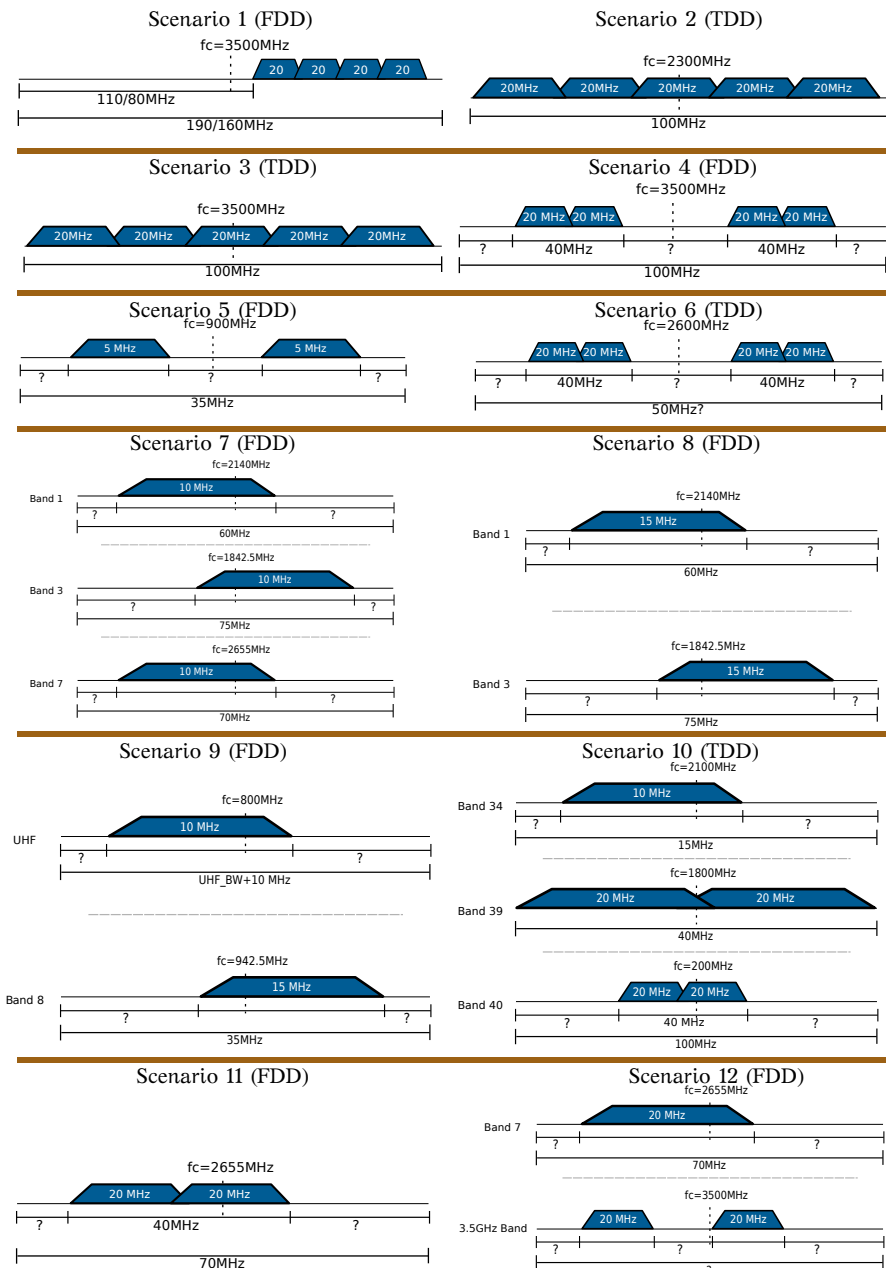 Scenario 1 (FDD)
fc=3500MHz
20 20 20 20
110/80MHz
190/160MHz
Scenario 2 (TDD)
fc=2300MHz
20MHz 20MHz 20MHz 20MHz 20MHz
100MHz
Scenario 3 (TDD)
fc=3500MHz
20MHz 20MHz 20MHz 20MHz 20MHz
100MHz
Scenario 4 (FDD)
fc=3500MHz
20 MHz 20 MHz 20 MHz 20 MHz
? 40MHz ? 40MHz ?
100MHz
Scenario 5 (FDD)
fc=900MHz
5 MHz 5 MHz
? ? ?
35MHz
Scenario 6 (TDD)
fc=2600MHz
20 MHz 20 MHz 20 MHz 20 MHz
? 40MHz ? 40MHz ?
50MHz?
Scenario 7 (FDD)
fc=2140MHz
10 MHz
Band 1
? ?
60MHz
fc=1842.5MHz
10 MHz
Band 3
? ?
75MHz
fc=2655MHz
10 MHz
Band 7
? ?
70MHz
Scenario 8 (FDD)
fc=2140MHz
15 MHz
Band 1
? ?
60MHz
fc=1842.5MHz
15 MHz
Band 3
? ?
75MHz
Scenario 9 (FDD)
fc=800MHz
10 MHz
UHF
? ?
UHF_BW+10 MHz
fc=942.5MHz
15 MHz
Band 8
? ?
35MHz
Scenario 10 (TDD)
fc=2100MHz
10 MHz
Band 34
? ?
15MHz
fc=1800MHz
20 MHz 20 MHz
Band 39
40MHz
fc=200MHz
20 MHz 20 MHz
Band 40
? 40 MHz ?
100MHz
Scenario 11 (FDD)
fc=2655MHz
20 MHz 20 MHz
? 40MHz ?
70MHz
Scenario 12 (FDD)
fc=2655MHz
20 MHz
Band 7
? ?
70MHz
fc=3500MHz
20 MHz 20 MHz
3.5GHz Band
? ? ? ?